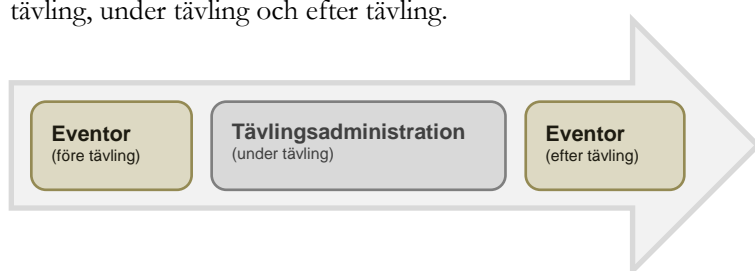 tävling, under tävling och efter tävling.
Eventor
(före tävling)
Tävlingsadministration
(under tävling)
Eventor
(efter tävling)